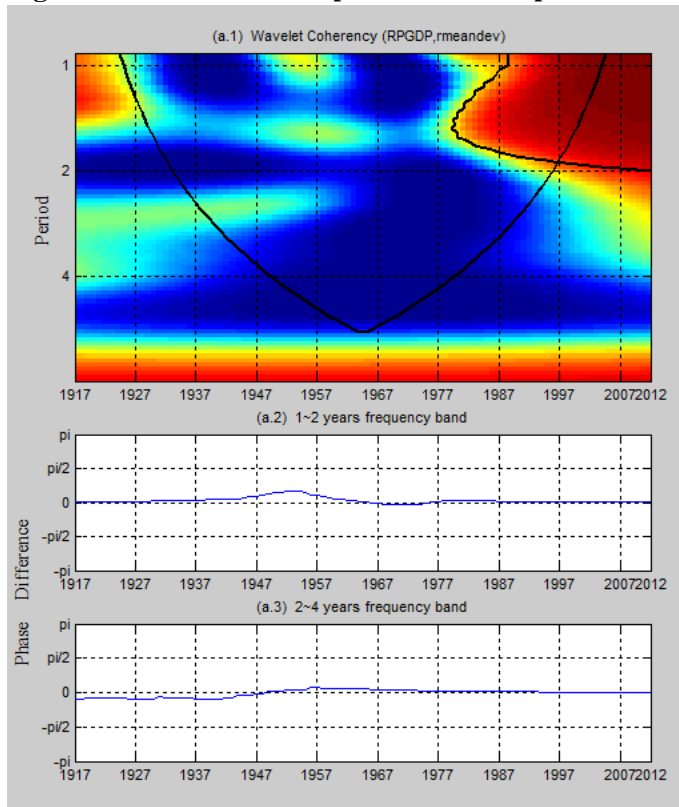 (a.1) Wavelet Coherency (RPGDP,rmeandev)
Period
1
2
4
1917 1927 1937 1947 1957 1967 1977 1987 1997 20072012
(a.2) 1~2 years frequency band
pi
pi/2
0
-pi/2
-pi
1917 1927 1937 1947 1957 1967 1977 1987 1997 20072012
Phase Difference
(a.3) 2~4 years frequency band
pi
pi/2
0
-pi/2
-pi
1917 1927 1937 1947 1957 1967 1977 1987 1997 20072012